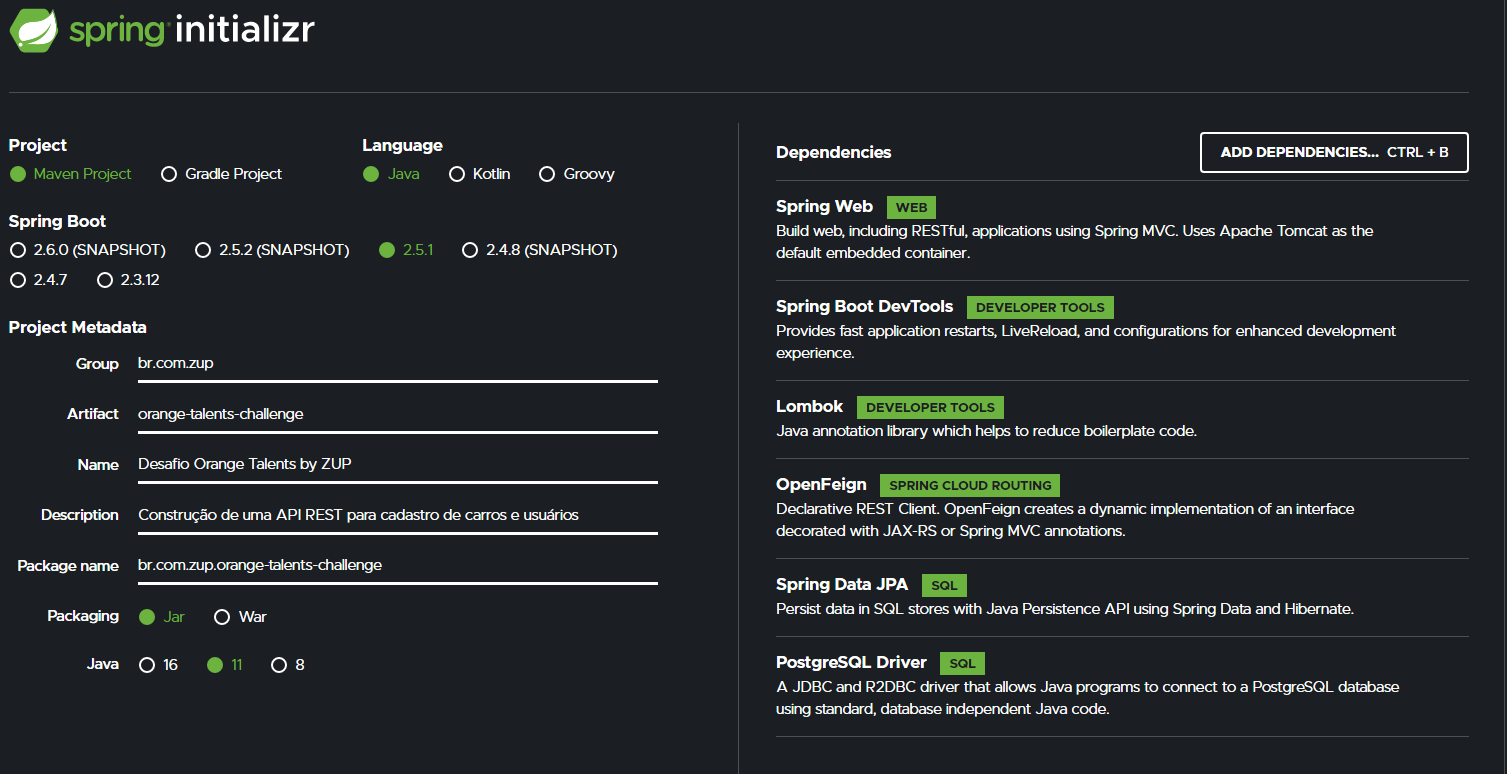 spring initializr
Project
Maven Project Gradle Project
Language
Java Kotlin Groovy
Spring Boot
2.6.0 (SNAPSHOT) 2.5.2 (SNAPSHOT) 2.5.1 2.4.8 (SNAPSHOT)
2.4.7 2.3.12
Project Metadata
Group br.com.zup
Artifact orange-talents-challenge
Name Desafio Orange Talents by ZUP
Description Construção de uma API REST para cadastro de carros e usuários
Package name br.com.zup.orange-talents-challenge
Packaging Jar War
Java 16 11 8
Dependencies ADD DEPENDENCIES... CTRL + B
Spring Web WEB
Build web, including RESTful, applications using Spring MVC. Uses Apache Tomcat as the
default embedded container.
Spring Boot DevTools DEVELOPER TOOLS
Provides fast application restarts, LiveReload, and configurations for enhanced development
experience.
Lombok DEVELOPER TOOLS
Java annotation library which helps to reduce boilerplate code.
OpenFeign SPRING CLOUD ROUTING
Declarative REST Client. OpenFeign creates a dynamic implementation of an interface
decorated with JAX-RS or Spring MVC annotations.
Spring Data JPA SQL
Persist data in SQL stores with Java Persistence API using Spring Data and Hibernate.
PostgreSQL Driver SQL
A JDBC and R2DBC driver that allows Java programs to connect to a PostgreSQL database
using standard, database independent Java code.